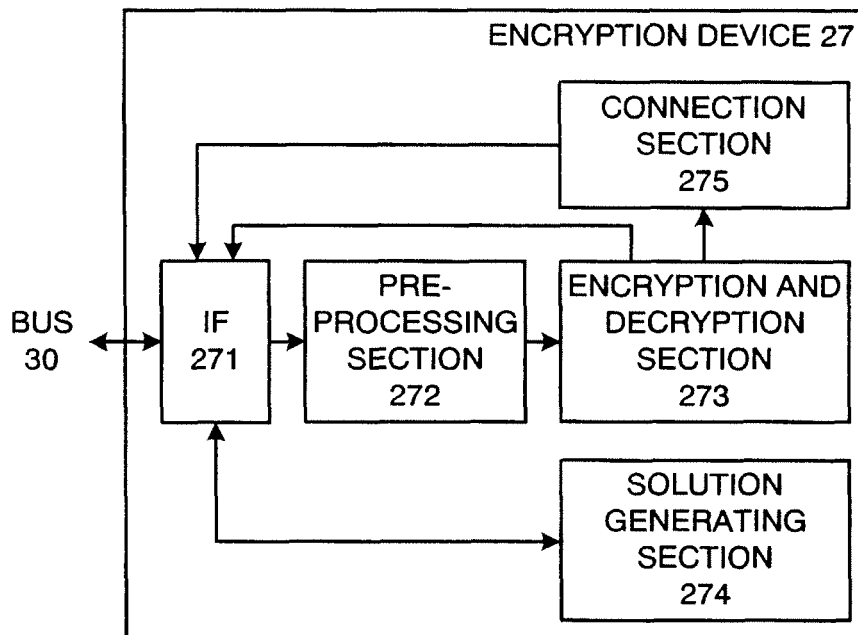 ENCRYPTION DEVICE 27
CONNECTION
SECTION
275
BUS
30
IF
271
PRE-
PROCESSING
SECTION
272
ENCRYPTION AND
DECRYPTION
SECTION
273
SOLUTION
GENERATING
SECTION
274